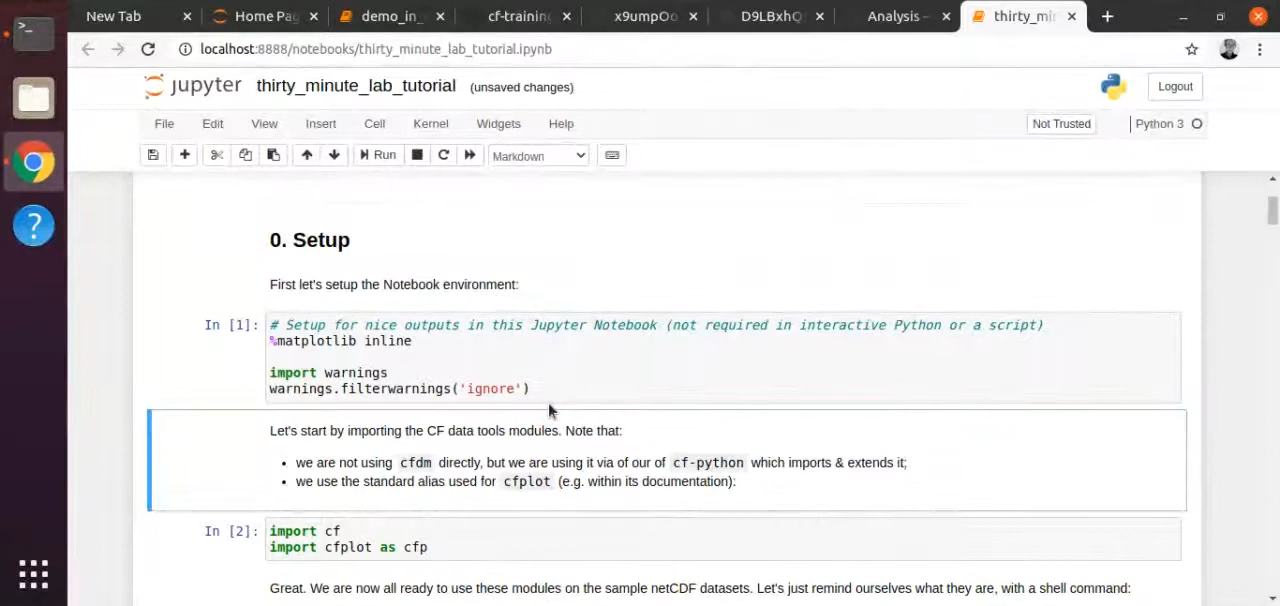 New Tab
Home Pag
demo_in_
cf-training
x9umpOo
D9LBxhQ
Analysis –
thirty_min
localhost:8888/notebooks/thirty_minute_lab_tutorial.ipynb
jupyter thirty_minute_lab_tutorial (unsaved changes)
Logout
File Edit View Insert Cell Kernel Widgets Help
Not Trusted
Python 3
Run
Markdown
0. Setup
First let's setup the Notebook environment:
In [1]: # Setup for nice outputs in this Jupyter Notebook (not required in interactive Python or a script)
%matplotlib inline
import warnings
warnings.filterwarnings('ignore')
Let's start by importing the CF data tools modules. Note that:
• we are not using cfdm directly, but we are using it via of our of cf-python which imports & extends it;
• we use the standard alias used for cfplot (e.g. within its documentation):
In [2]: import cf
import cfplot as cfp
Great. We are now all ready to use these modules on the sample netCDF datasets. Let's just remind ourselves what they are, with a shell command: